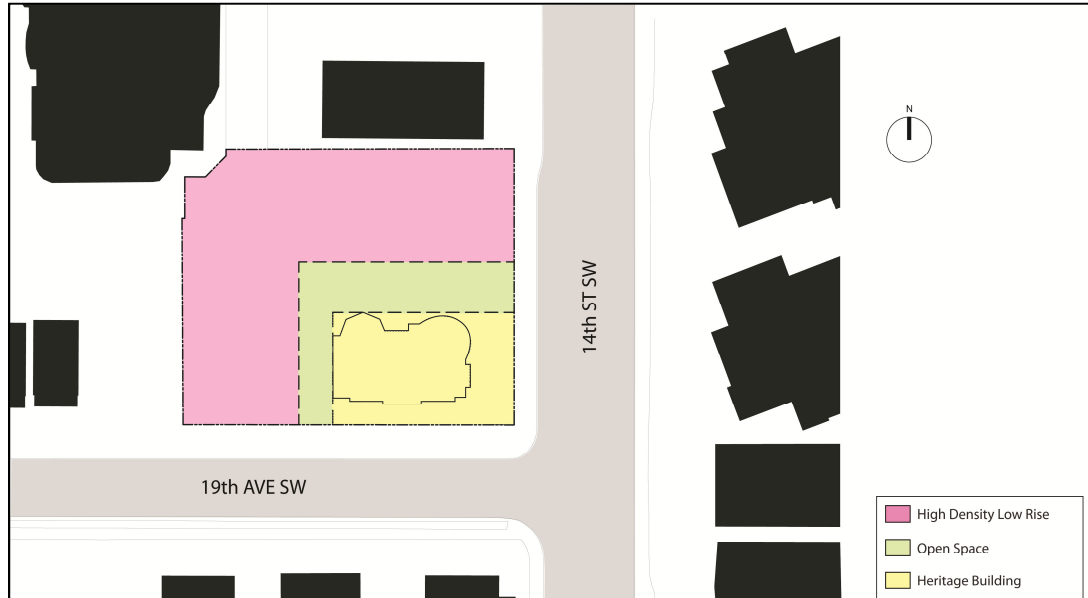 N
14th ST SW
19th AVE SW
High Density Low Rise
Open Space
Heritage Building